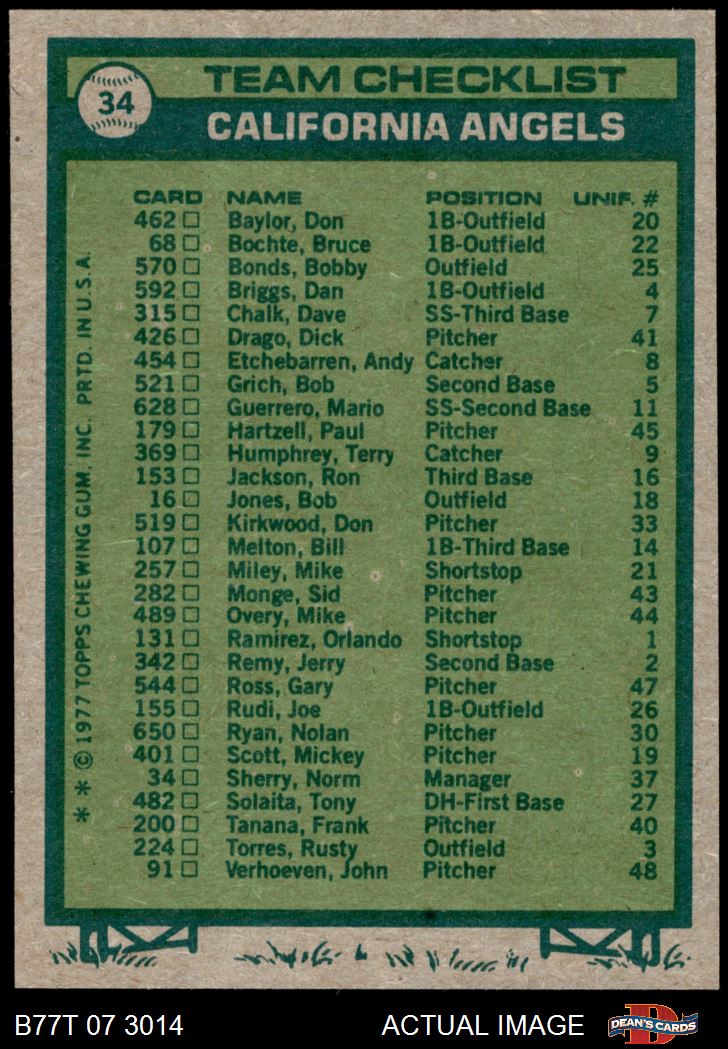 34
TEAM CHECKLIST
CALIFORNIA ANGELS
CARD NAME POSITION UNIF. #
462 Baylor, Don 1B-Outfield 20
68 Bochte, Bruce 1B-Outfield 22
570 Bonds, Bobby Outfield 25
592 Briggs, Dan 1B-Outfield 4
315 Chalk, Dave SS-Third Base 7
426 Drago, Dick Pitcher 41
454 Etchebarren, Andy Catcher 8
521 Grich, Bob Second Base 5
628 Guerrero, Mario SS-Second Base 11
179 Hartzell, Paul Pitcher 45
369 Humphrey, Terry Catcher 9
153 Jackson, Ron Third Base 16
16 Jones, Bob Outfield 18
519 Kirkwood, Don Pitcher 33
107 Melton, Bill 1B-Third Base 14
257 Miley, Mike Shortstop 21
282 Monge, Sid Pitcher 43
489 Overy, Mike Pitcher 44
131 Ramirez, Orlando Shortstop 1
342 Remy, Jerry Second Base 2
544 Ross, Gary Pitcher 47
155 Rudi, Joe 1B-Outfield 26
650 Ryan, Nolan Pitcher 30
401 Scott, Mickey Pitcher 19
34 Sherry, Norm Manager 37
482 Solaita, Tony DH-First Base 27
200 Tanana, Frank Pitcher 40
224 Torres, Rusty Outfield 3
91 Verhoeven, John Pitcher 48
* * © 1977 TOPPS CHEWING GUM, INC. PRTD. IN U.S.A.
B77T 07 3014 ACTUAL IMAGE
D
DEAN'S CARDS